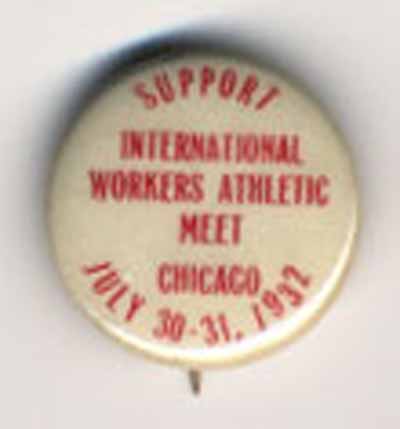 SUPPORT
INTERNATIONAL
WORKERS ATHLETIC
MEET
CHICAGO
JULY 30-31, 1932